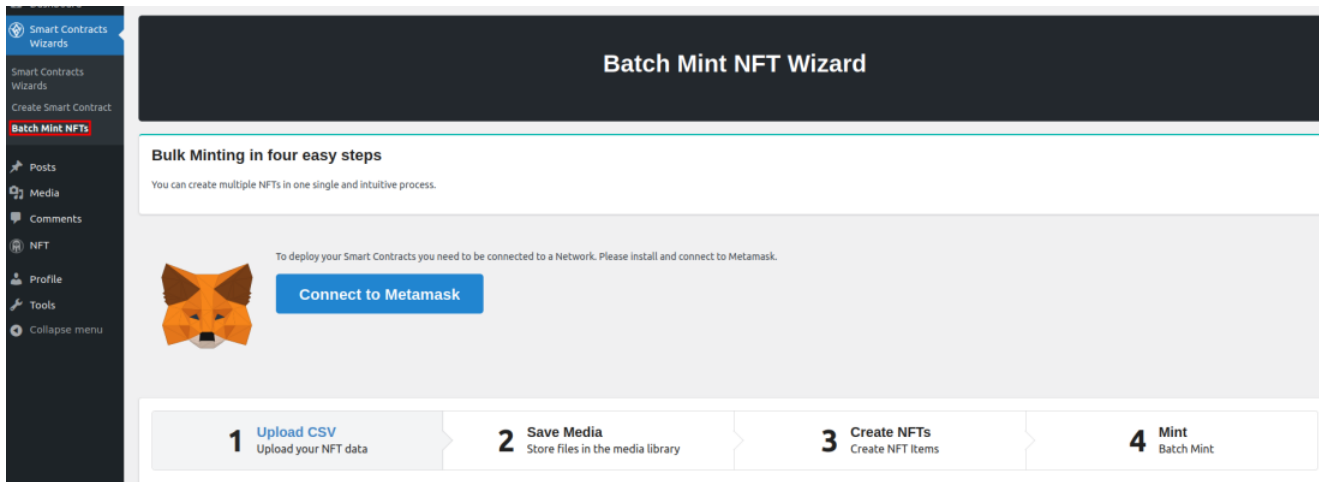 Dashboard
Smart Contracts
Wizards
Smart Contracts
Wizards
Create Smart Contract
Batch Mint NFTs
Posts
Media
Comments
NFT
Profile
Tools
Collapse menu
Batch Mint NFT Wizard
Bulk Minting in four easy steps
You can create multiple NFTs in one single and intuitive process.
To deploy your Smart Contracts you need to be connected to a Network. Please install and connect to Metamask.
Connect to Metamask
1 Upload CSV
Upload your NFT data
2 Save Media
Store files in the media library
3 Create NFTs
Create NFT Items
4 Mint
Batch Mint